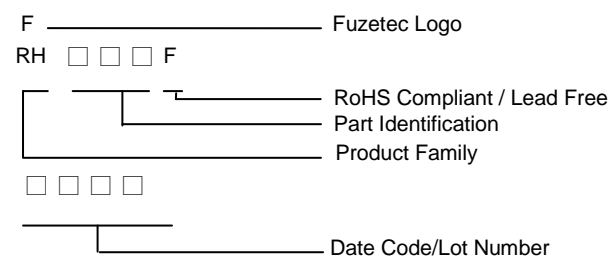 F Fuzetec Logo
RH □ □ □ F
RoHS Compliant / Lead Free
Part Identification
Product Family
□ □ □ □
Date Code/Lot Number